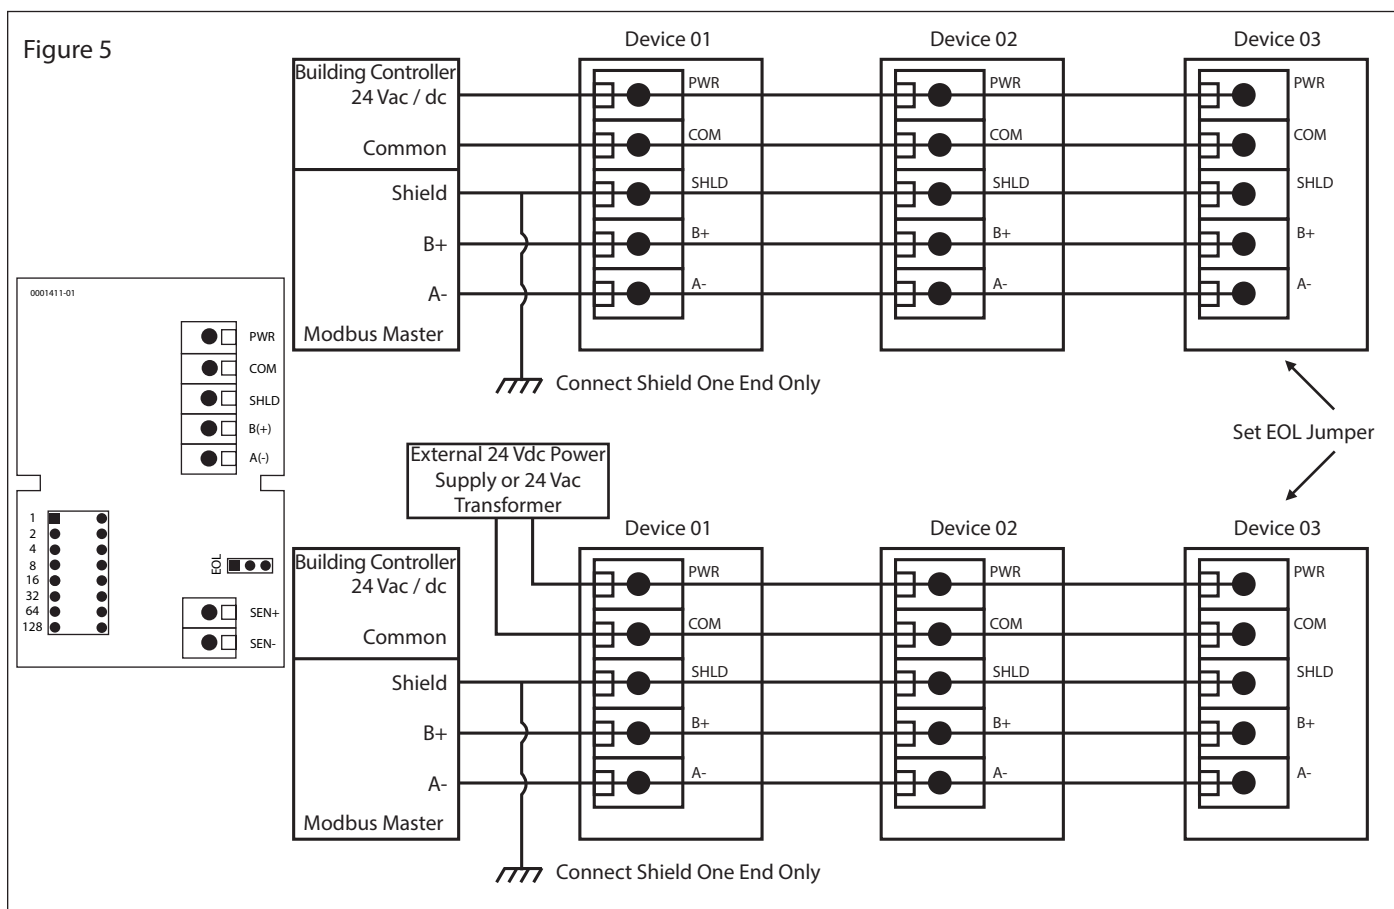 Figure 5
Device 01
Device 02
Device 03
Building Controller
24 Vac / dc
Common
Shield
B+
A-
Modbus Master
PWR
COM
SHLD
B+
A-
PWR
COM
SHLD
B+
A-
PWR
COM
SHLD
B+
A-
Connect Shield One End Only
Set EOL Jumper
0001411-01
PWR
COM
SHLD
B(+)
A(-)
1
2
4
8
16
32
64
128
EOL
SEN+
SEN-
External 24 Vdc Power
Supply or 24 Vac
Transformer
Device 01
Device 02
Device 03
Building Controller
24 Vac / dc
Common
Shield
B+
A-
Modbus Master
PWR
COM
SHLD
B+
A-
PWR
COM
SHLD
B+
A-
PWR
COM
SHLD
B+
A-
Connect Shield One End Only